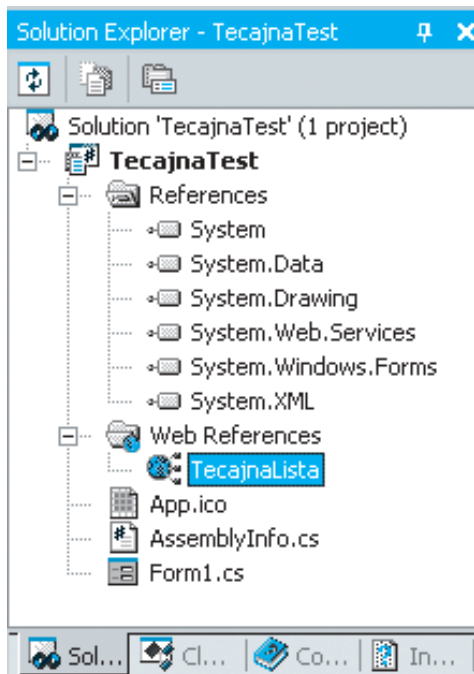 Solution Explorer - TecajnaTest
Solution 'TecajnaTest' (1 project)
TecajnaTest
References
System
System.Data
System.Drawing
System.Web.Services
System.Windows.Forms
System.XML
Web References
TecajnaLista
App.ico
AssemblyInfo.cs
Form1.cs
Sol... Cl... Co... In...